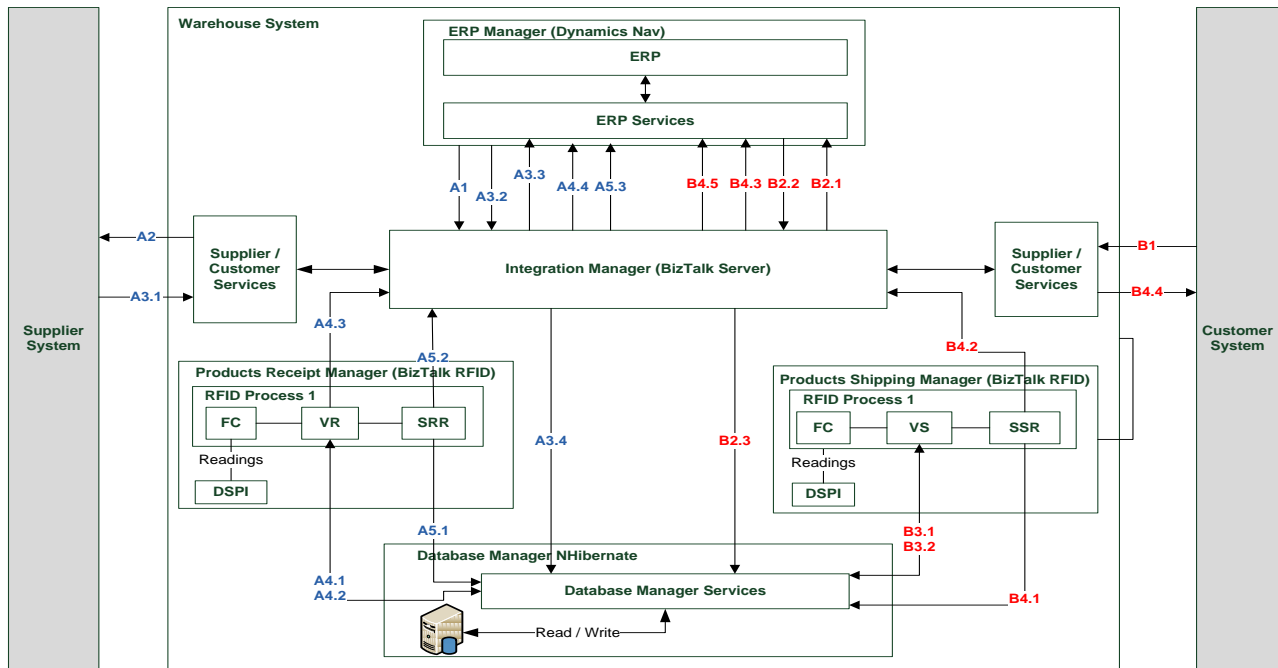 Warehouse System
ERP Manager (Dynamics Nav)
ERP
ERP Services
A1
A3.2
A3.3
A4.4
A5.3
B4.5
B4.3
B2.2
B2.1
A2
A3.1
Supplier /
Customer
Services
Integration Manager (BizTalk Server)
Supplier /
Customer
Services
B1
B4.4
Supplier
System
Customer
System
A4.3
A5.2
B4.2
Products Receipt Manager (BizTalk RFID)
RFID Process 1
FC
VR
SRR
Readings
DSPI
A3.4
B2.3
Products Shipping Manager (BizTalk RFID)
RFID Process 1
FC
VS
SSR
Readings
DSPI
A5.1
B3.1
B3.2
A4.1
A4.2
B4.1
Database Manager NHibernate
Database Manager Services
Read / Write